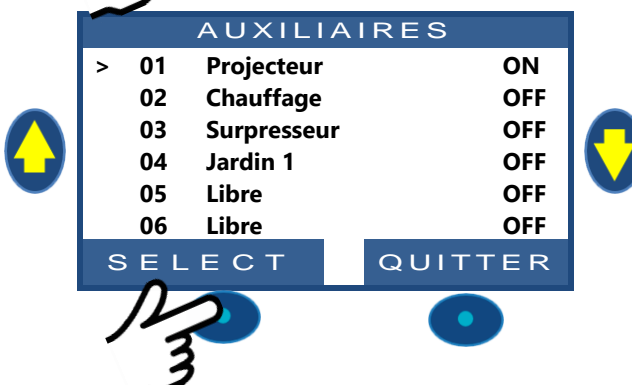 AUXILIAIRES
> 01 Projecteur ON
02 Chauffage OFF
03 Surpresseur OFF
04 Jardin 1 OFF
05 Libre OFF
06 Libre OFF
SELECT QUITTER